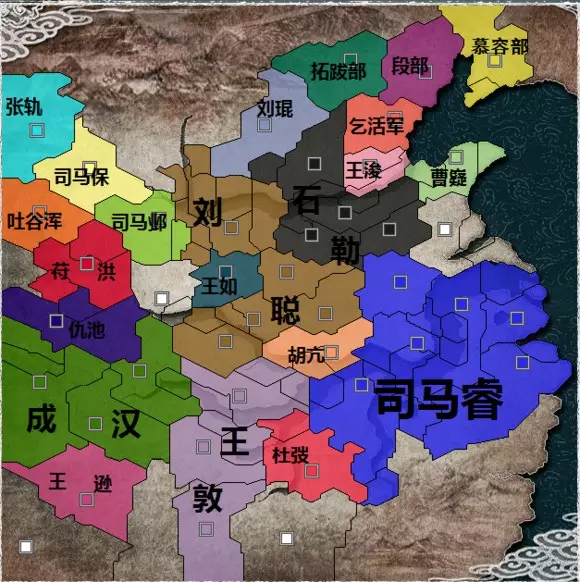 慕容部
段部
拓跋部
张轨
刘琨
乞活军
司马保
王浚
曹嶷
吐谷浑
司马邺
刘
石
勒
苻 洪
王如
聪
仇池
胡亢
成 汉
司马睿
王
杜弢
王 逊
敦